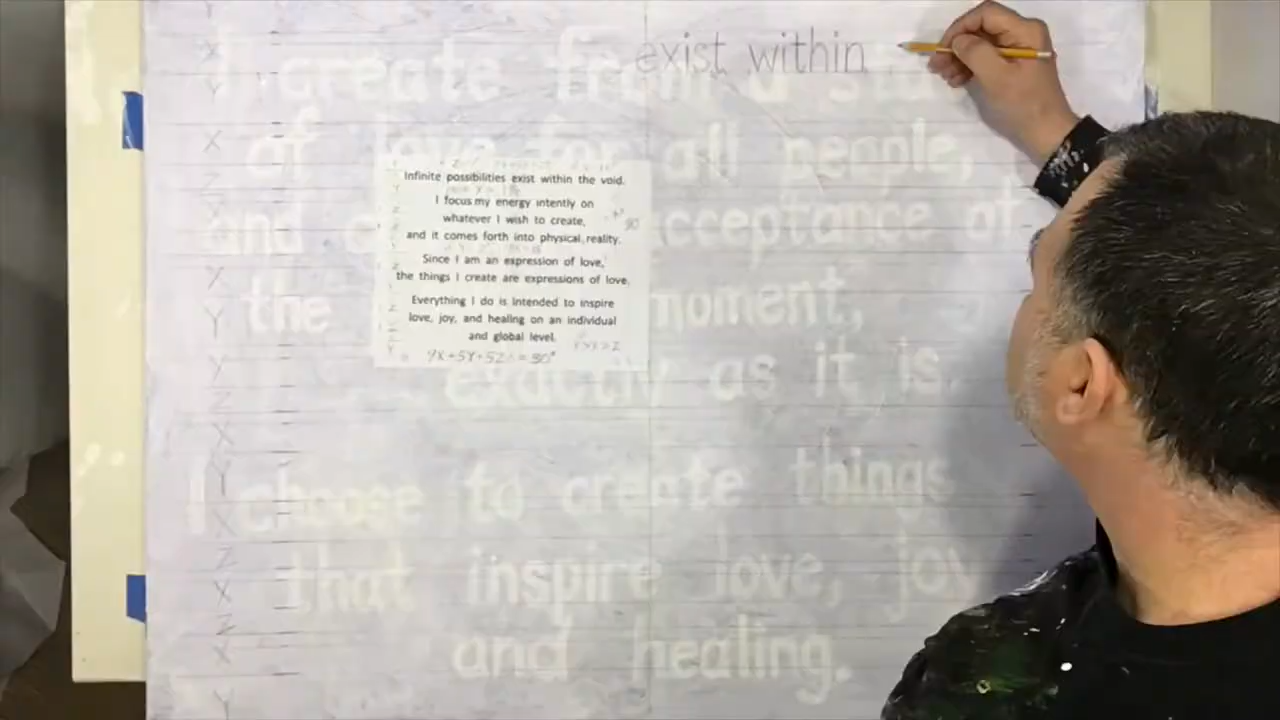 exist within
I create from a sta
of love for all people
and acceptance of
the moment,
exactly as it is.
I choose to create things
that inspire love, joy
and healing.
Infinite possibilities exist within the void.
I focus my energy intently on
whatever I wish to create,
and it comes forth into physical reality.
Since I am an expression of love,
the things I create are expressions of love.
Everything I do is intended to inspire
love, joy, and healing on an individual
and global level.
X
Y
X
Z
Y
X
Y
Y
Z
X
Y
X
Z
X
Z
X
Y